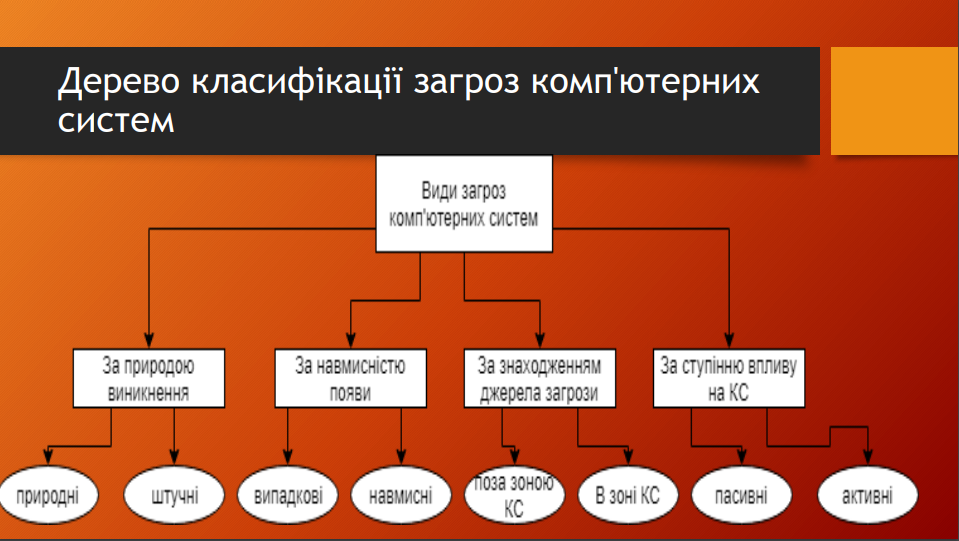 Дерево класифікації загроз комп'ютерних
систем
Види загроз
комп'ютерних систем
За природою
виникнення
За навмисністю
появи
За знаходженням
джерела загрози
За ступінню впливу
на КС
природні
штучні
випадкові
навмисні
поза зоною
КС
В зоні КС
пасивні
активні